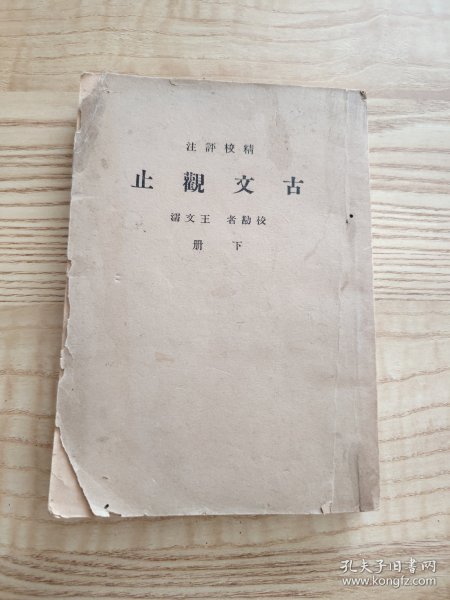 精校評注
古文觀止
校勘者 王文濡
下册
孔夫子旧书网
www.kongfz.com